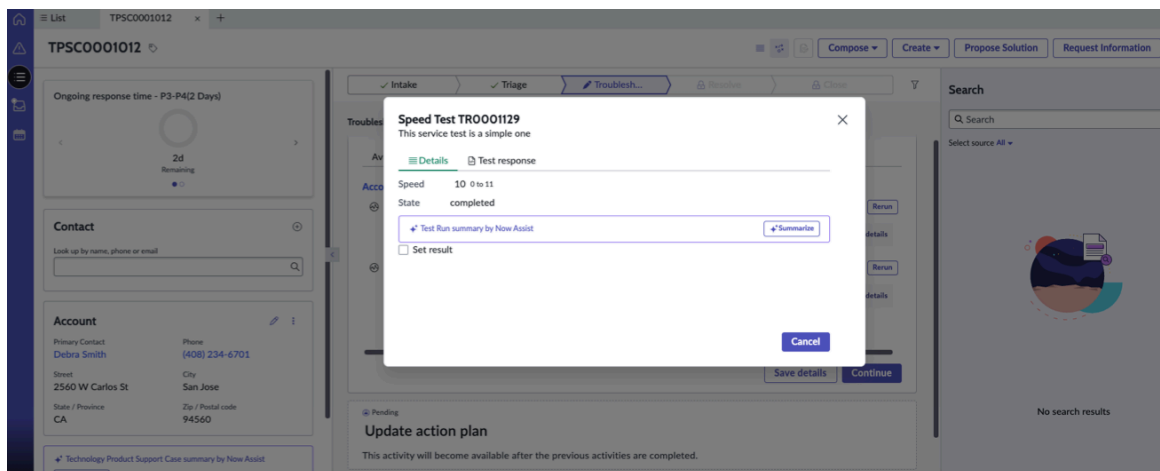 List
TPSC0001012
TPSC0001012
Compose
Create
Propose Solution
Request Information
Ongoing response time - P3-P4(2 Days)
2d
Remaining
Contact
Look up by name, phone or email
Account
Primary Contact
Debra Smith
Phone
(408) 234-6701
Street
2560 W Carlos St
City
San Jose
State / Province
CA
Zip / Postal code
94560
Technology Product Support Case summary by Now Assist
Intake
Triage
Troublesh...
Resolve
Close
Troubles
Av
Acco
Speed Test TR0001129
This service test is a simple one
Details
Test response
Speed 10 0 to 11
State completed
Test Run summary by Now Assist
Summarize
Set result
Cancel
Rerun
details
Rerun
details
Save details
Continue
Pending
Update action plan
This activity will become available after the previous activities are completed.
Search
Search
Select source All
No search results